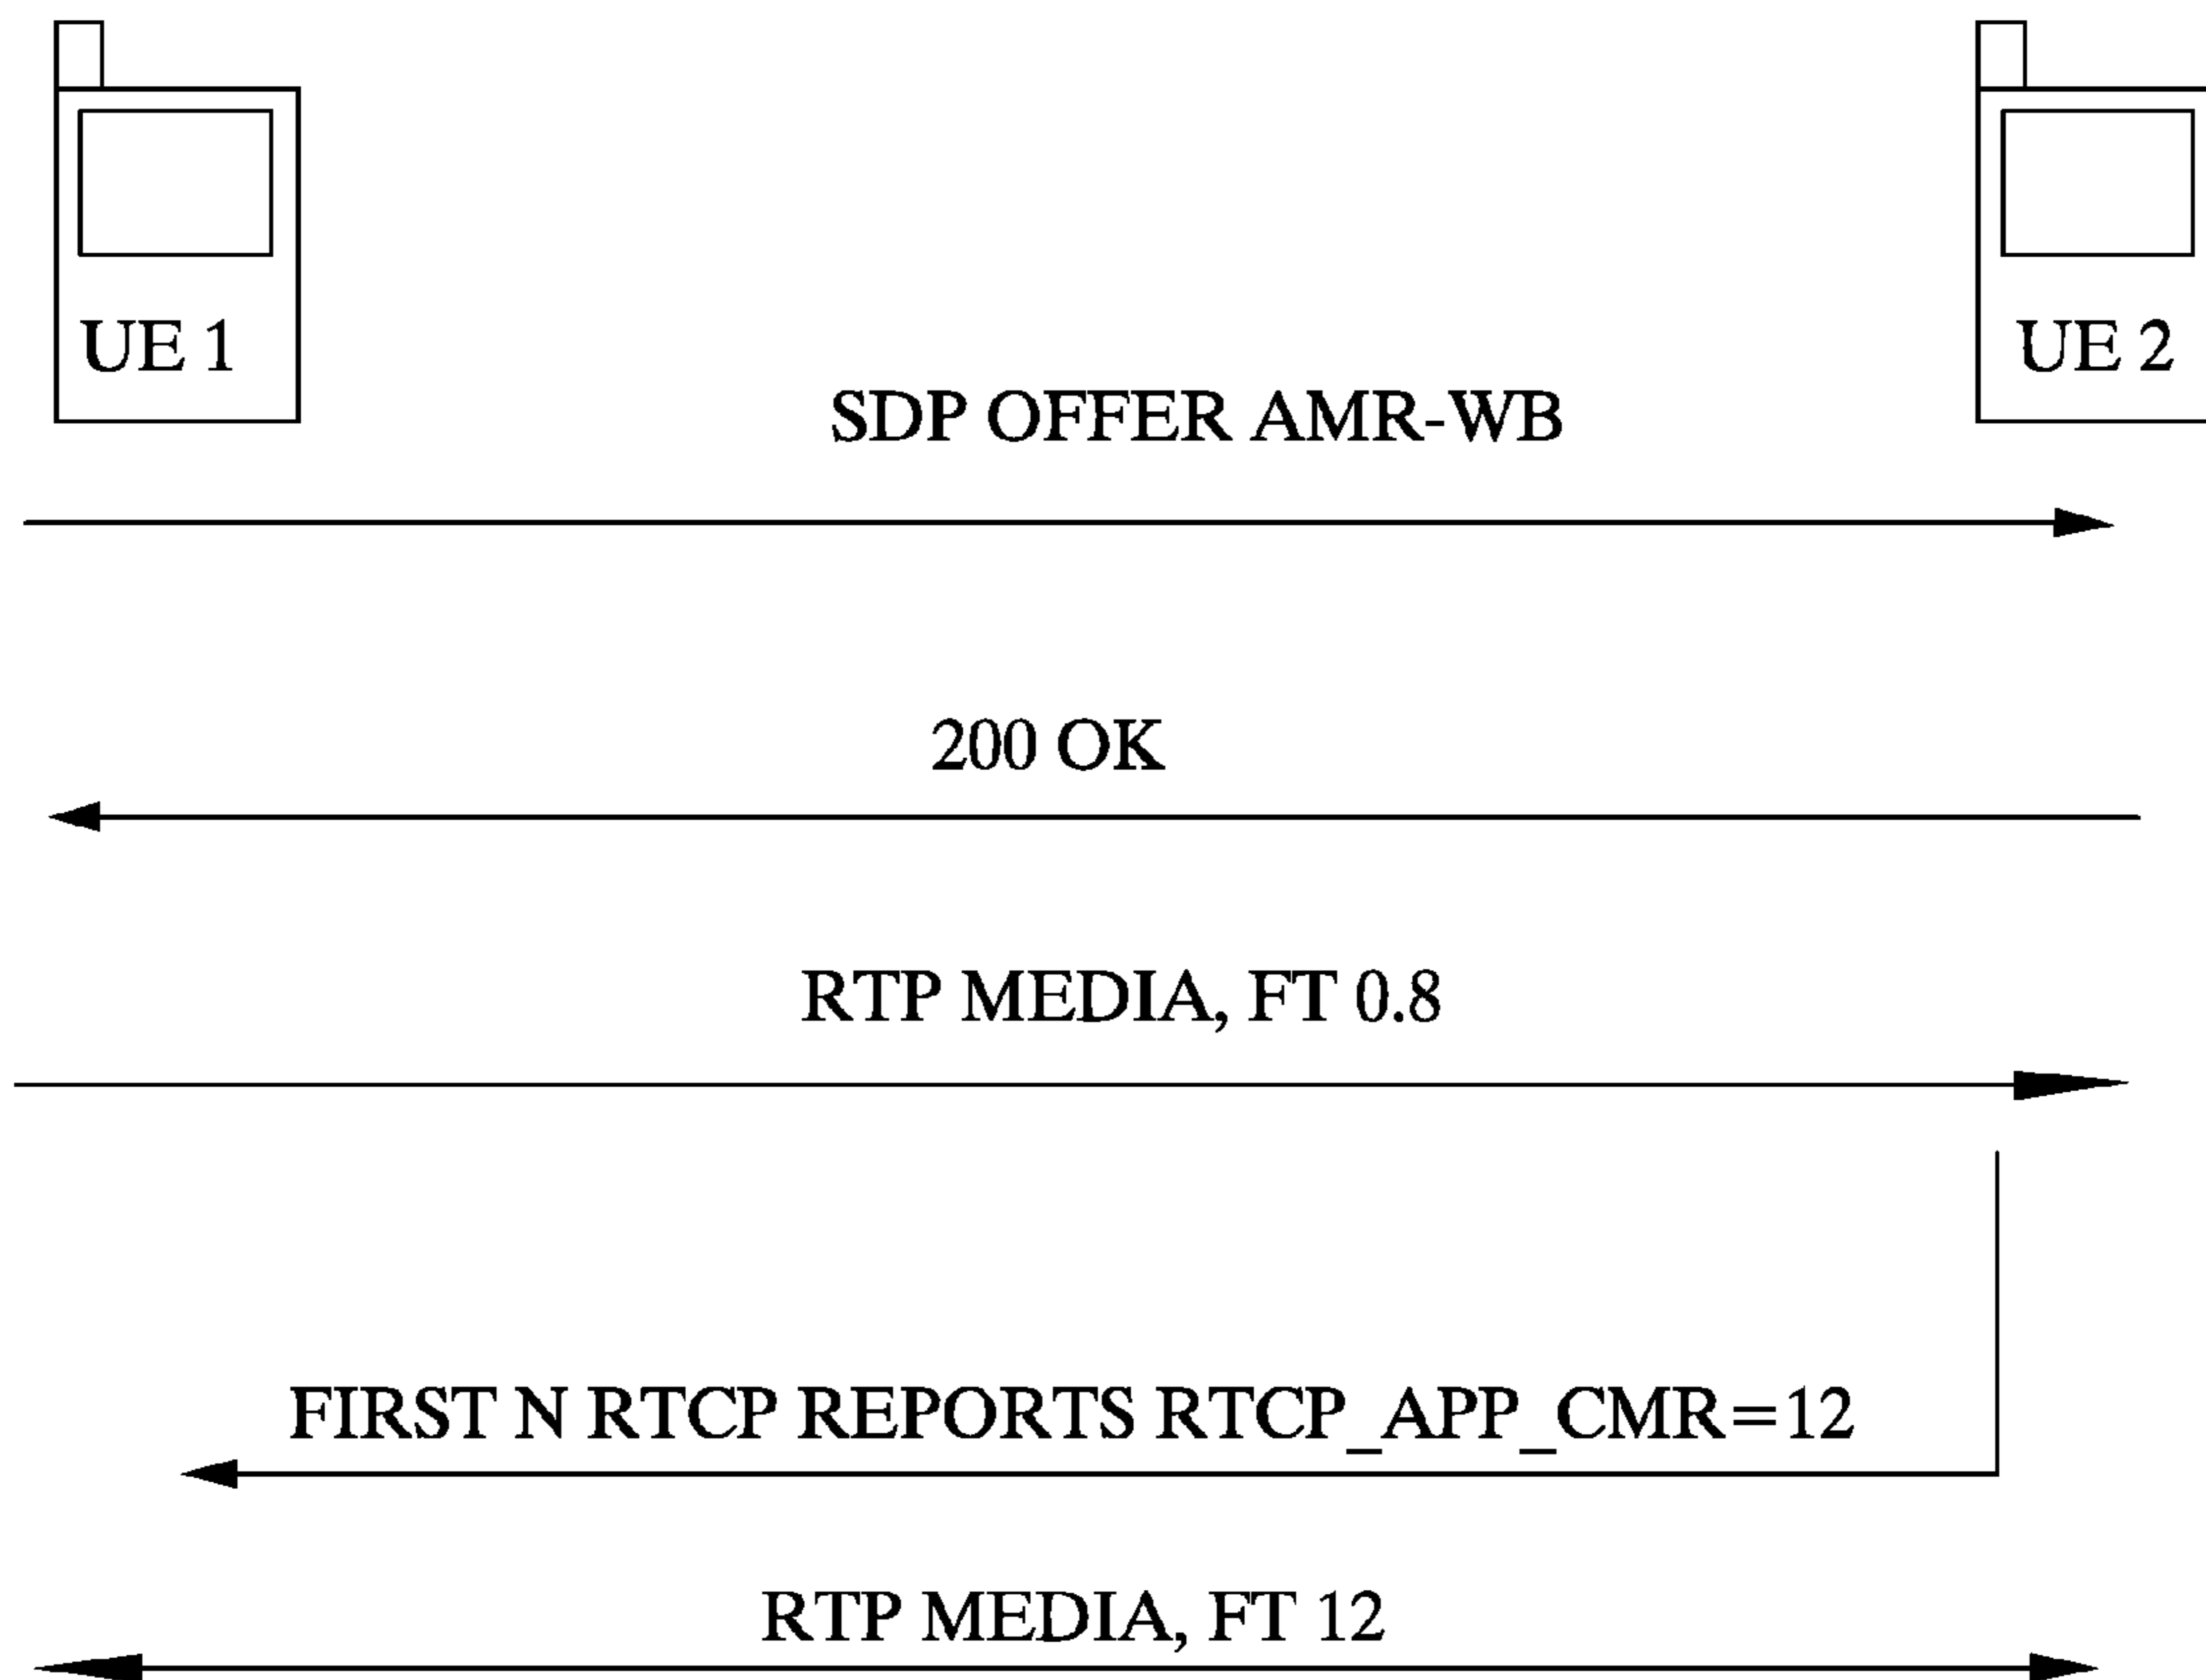 UE 1
UE 2
SDP OFFER AMR-WB
200 OK
RTP MEDIA, FT 0.8
FIRST N RTCP REPORTS RTCP_APP_CMR=12
RTP MEDIA, FT 12